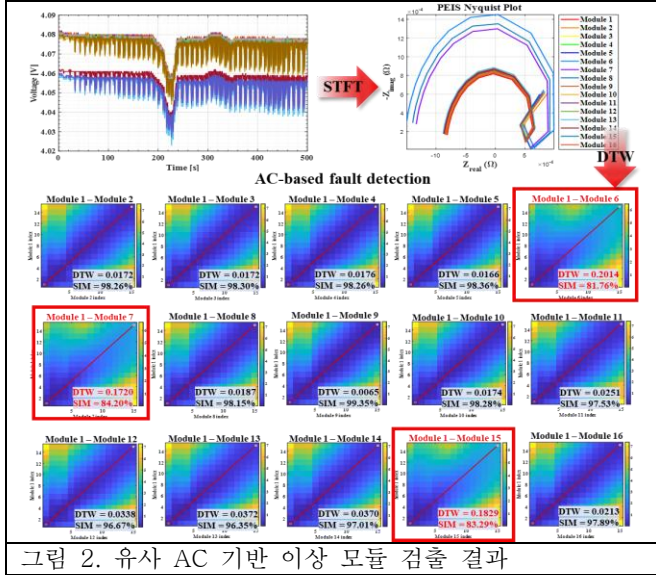 PEIS Nyquist Plot
4.09
4.08
4.07
4.06
4.05
4.04
4.03
4.02
Voltage [V]
0 100 200 300 400 500
Time [s]
STFT
-Z_imag (Ω)
Z_real (Ω)
Module 1
Module 2
Module 3
Module 4
Module 5
Module 6
Module 7
Module 8
Module 9
Module 10
Module 11
Module 12
Module 13
Module 14
Module 15
Module 16
DTW
AC-based fault detection
Module 1 – Module 2
DTW = 0.0172
SIM = 98.26%
Module 1 – Module 3
DTW = 0.0172
SIM = 98.30%
Module 1 – Module 4
DTW = 0.0176
SIM = 98.26%
Module 1 – Module 5
DTW = 0.0166
SIM = 98.36%
Module 1 – Module 6
DTW = 0.2014
SIM = 81.76%
Module 1 – Module 7
DTW = 0.1720
SIM = 84.20%
Module 1 – Module 8
DTW = 0.0187
SIM = 98.15%
Module 1 – Module 9
DTW = 0.0065
SIM = 99.35%
Module 1 – Module 10
DTW = 0.0174
SIM = 98.28%
Module 1 – Module 11
DTW = 0.0251
SIM = 97.53%
Module 1 – Module 12
DTW = 0.0338
SIM = 96.67%
Module 1 – Module 13
DTW = 0.0372
SIM = 96.35%
Module 1 – Module 14
DTW = 0.0370
SIM = 97.01%
Module 1 – Module 15
DTW = 0.1829
SIM = 83.29%
Module 1 – Module 16
DTW = 0.0213
SIM = 97.89%
그림 2. 유사 AC 기반 이상 모듈 검출 결과